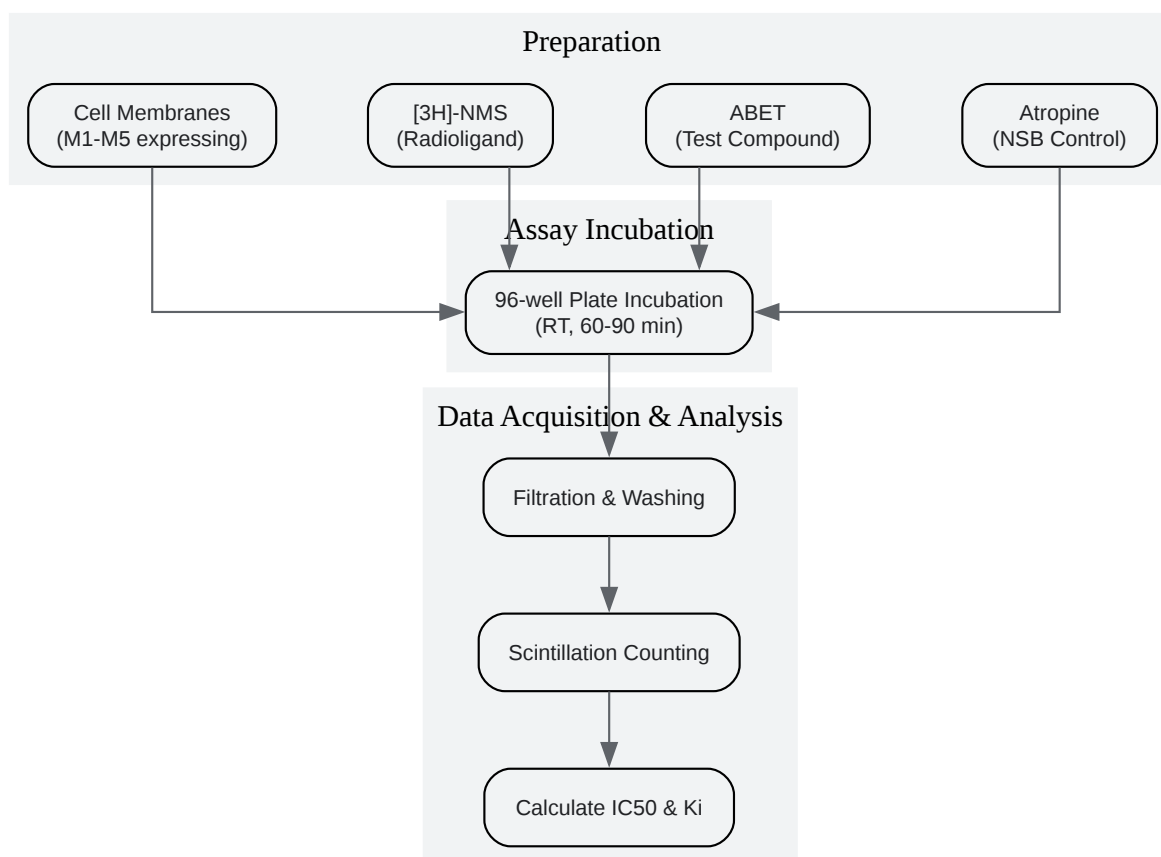 Preparation
Cell Membranes
(M1-M5 expressing)
[3H]-NMS
(Radioligand)
ABET
(Test Compound)
Atropine
(NSB Control)
Assay Incubation
96-well Plate Incubation
(RT, 60-90 min)
Data Acquisition & Analysis
Filtration & Washing
Scintillation Counting
Calculate IC50 & Ki